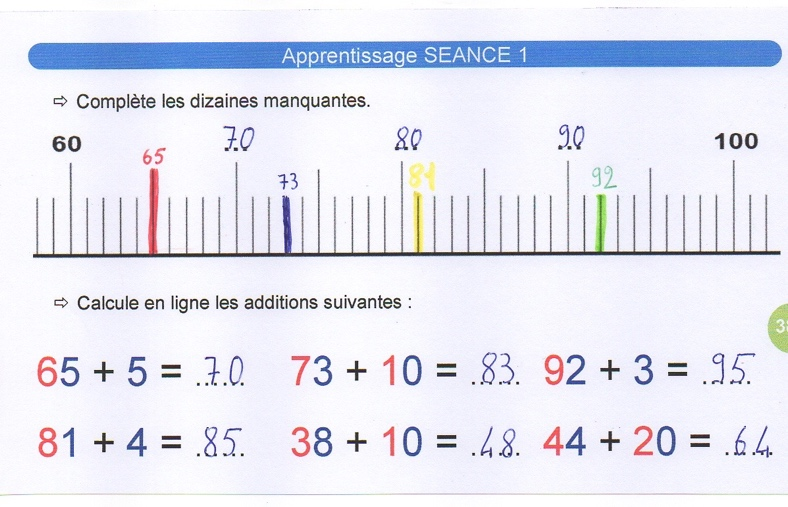 Apprentissage SEANCE 1
⇨ Complète les dizaines manquantes.
60 70 80 90 100
65 73 81 92
⇨ Calcule en ligne les additions suivantes :
38
65 + 5 = 70 73 + 10 = 83 92 + 3 = 95
81 + 4 = 85 38 + 10 = 48 44 + 20 = 64